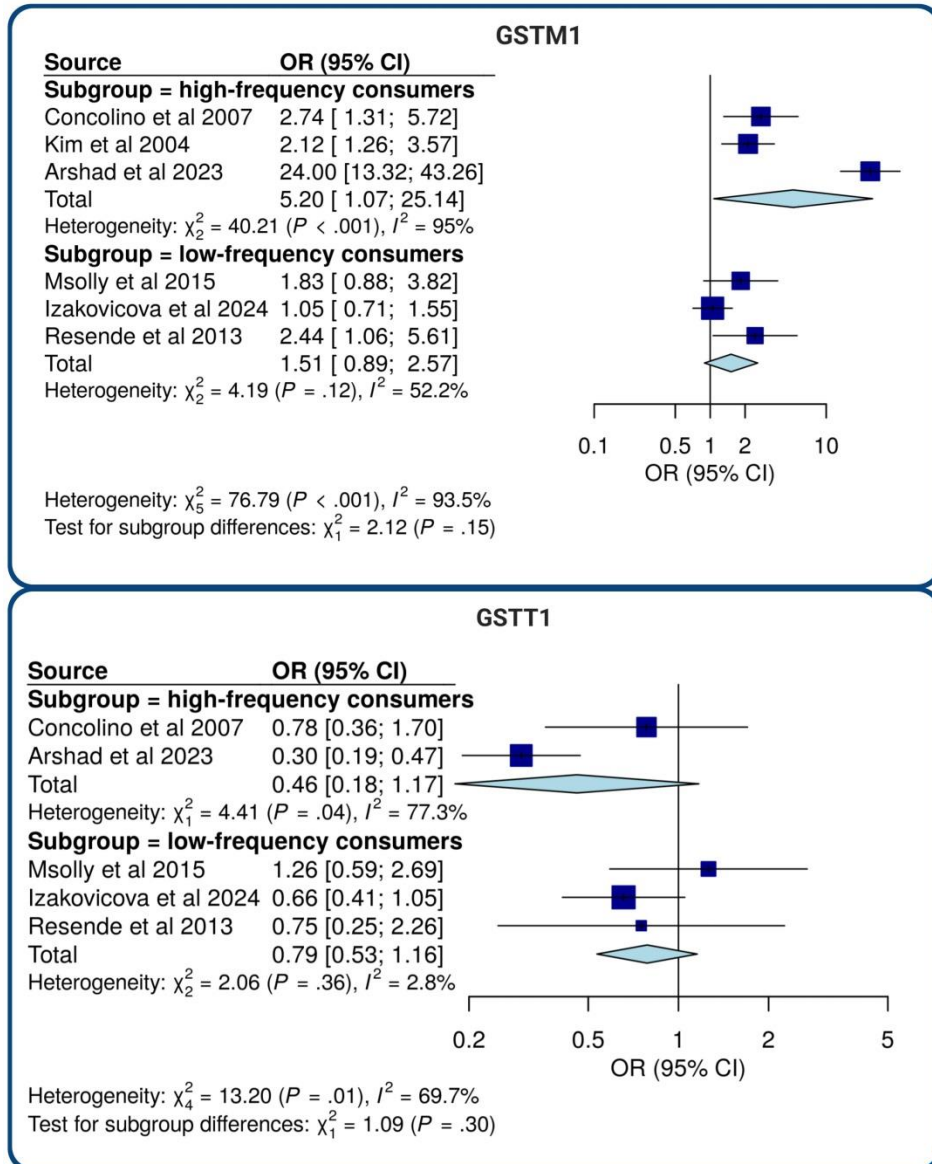 GSTM1
Source OR (95% CI)
Subgroup = high-frequency consumers
Concolino et al 2007 2.74 [ 1.31; 5.72]
Kim et al 2004 2.12 [ 1.26; 3.57]
Arshad et al 2023 24.00 [13.32; 43.26]
Total 5.20 [ 1.07; 25.14]
Heterogeneity: χ²₂ = 40.21 (P < .001), I² = 95%
Subgroup = low-frequency consumers
Msolly et al 2015 1.83 [ 0.88; 3.82]
Izakovicova et al 2024 1.05 [ 0.71; 1.55]
Resende et al 2013 2.44 [ 1.06; 5.61]
Total 1.51 [ 0.89; 2.57]
Heterogeneity: χ²₂ = 4.19 (P = .12), I² = 52.2%
0.1 0.5 1 2 10
OR (95% CI)
Heterogeneity: χ²₅ = 76.79 (P < .001), I² = 93.5%
Test for subgroup differences: χ²₁ = 2.12 (P = .15)
GSTT1
Source OR (95% CI)
Subgroup = high-frequency consumers
Concolino et al 2007 0.78 [0.36; 1.70]
Arshad et al 2023 0.30 [0.19; 0.47]
Total 0.46 [0.18; 1.17]
Heterogeneity: χ²₁ = 4.41 (P = .04), I² = 77.3%
Subgroup = low-frequency consumers
Msolly et al 2015 1.26 [0.59; 2.69]
Izakovicova et al 2024 0.66 [0.41; 1.05]
Resende et al 2013 0.75 [0.25; 2.26]
Total 0.79 [0.53; 1.16]
Heterogeneity: χ²₂ = 2.06 (P = .36), I² = 2.8%
0.2 0.5 1 2 5
OR (95% CI)
Heterogeneity: χ²₄ = 13.20 (P = .01), I² = 69.7%
Test for subgroup differences: χ²₁ = 1.09 (P = .30)